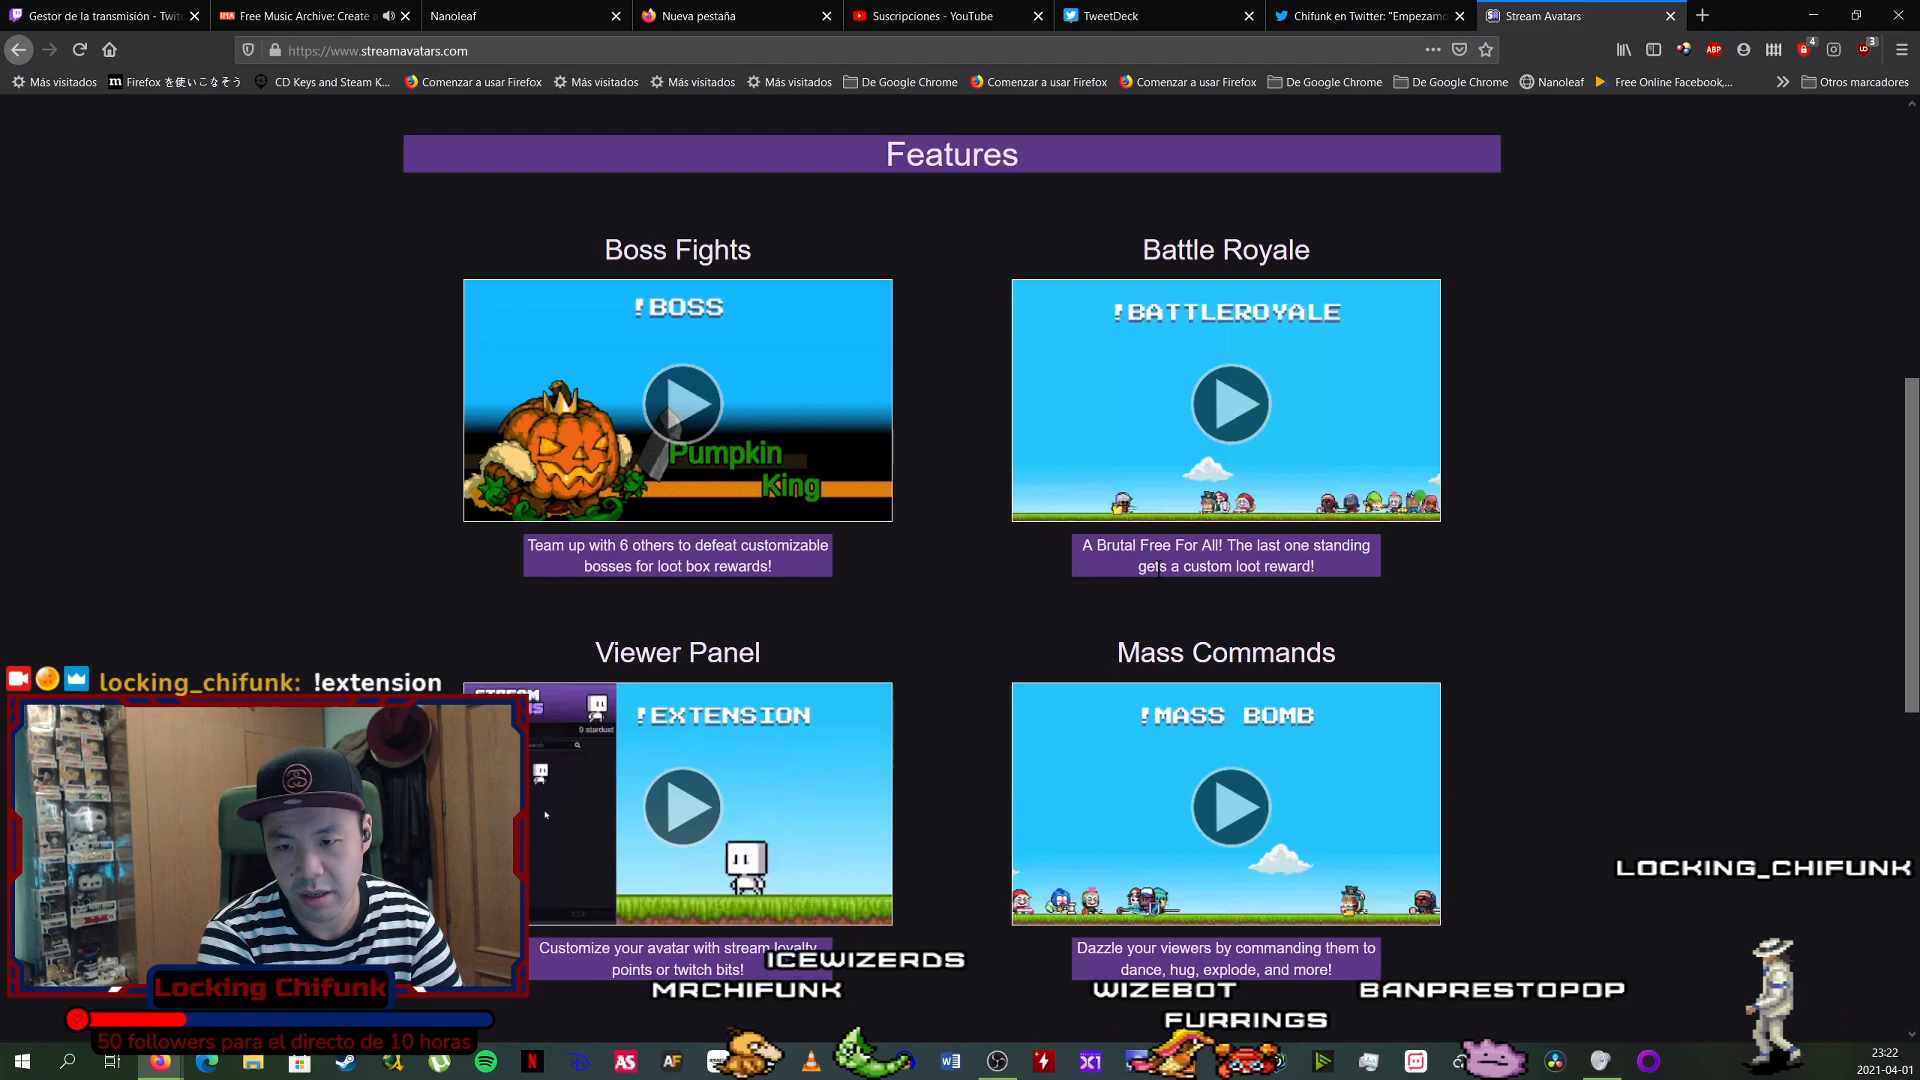 Gestor de la transmisión - Twitc
Free Music Archive: Create a
Nanoleaf
Nueva pestaña
Suscripciones - YouTube
TweetDeck
Chifunk en Twitter: "Empezamo
Stream Avatars
https://www.streamavatars.com
ABP
4
3
Más visitados
Firefox を使いこなそう
CD Keys and Steam K...
Comenzar a usar Firefox
Más visitados
Más visitados
Más visitados
De Google Chrome
Comenzar a usar Firefox
Comenzar a usar Firefox
De Google Chrome
De Google Chrome
Nanoleaf
Free Online Facebook,...
Otros marcadores
Features
Boss Fights
Battle Royale
!BOSS
Pumpkin
King
!BATTLEROYALE
Team up with 6 others to defeat customizable
bosses for loot box rewards!
A Brutal Free For All! The last one standing
gets a custom loot reward!
Viewer Panel
Mass Commands
locking_chifunk: !extension
STREAM
0 stardust
!EXTENSION
!MASS BOMB
Customize your avatar with stream loyalty
points or twitch bits!
Dazzle your viewers by commanding them to
dance, hug, explode, and more!
LOCKING_CHIFUNK
ICEWIZERDS
MRCHIFUNK
WIZEBOT
BANPRESTOPOP
FURRINGS
Locking Chifunk
50 followers para el directo de 10 horas
23:22
2021-04-01